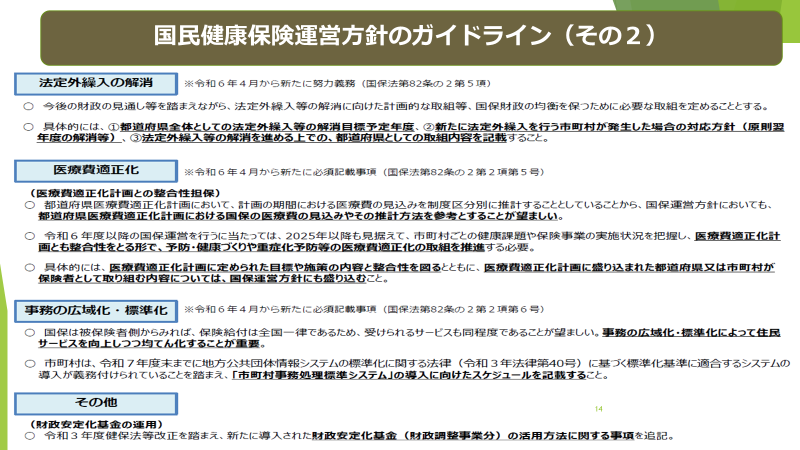 国民健康保険運営方針のガイドライン（その２）
法定外繰入の解消 ※令和６年４月から新たに努力義務（国保法第82条の２第５項）
○ 今後の財政の見通し等を踏まえながら、法定外繰入等の解消に向けた計画的な取組等、国保財政の均衡を保つために必要な取組を定めることとする。
○ 具体的には、①都道府県全体としての法定外繰入等の解消目標予定年度、②新たに法定外繰入を行う市町村が発生した場合の対応方針（原則翌
年度の解消等）、③法定外繰入等の解消を進める上での、都道府県としての取組内容を記載すること。
医療費適正化 ※令和６年４月から新たに必須記載事項（国保法第82条の２第２項第５号）
（医療費適正化計画との整合性担保）
○ 都道府県医療費適正化計画において、計画の期間における医療費の見込みを制度区分別に推計することとしていることから、国保運営方針においても、
都道府県医療費適正化計画における国保の医療費の見込みやその推計方法を参考とすることが望ましい。
○ 令和６年度以降の国保運営を行うに当たっては、2025年以降も見据えて、市町村ごとの健康課題や保険事業の実施状況を把握し、医療費適正化計
画とも整合性をとる形で、予防・健康づくりや重症化予防等の医療費適正化の取組を推進する必要。
○ 具体的には、医療費適正化計画に定められた目標や施策の内容と整合性を図るとともに、医療費適正化計画に盛り込まれた都道府県又は市町村が
保険者として取り組む内容については、国保運営方針にも盛り込むこと。
事務の広域化・標準化 ※令和６年４月から新たに必須記載事項（国保法第82条の２第２項第６号）
○ 国保は被保険者側からみれば、保険給付は全国一律であるため、受けられるサービスも同程度であることが望ましい。事務の広域化・標準化によって住民
サービスを向上しつつ均てん化することが重要。
○ 市町村は、令和７年度末までに地方公共団体情報システムの標準化に関する法律（令和３年法律第40号）に基づく標準化基準に適合するシステムの
導入が義務付けられていることを踏まえ、「市町村事務処理標準システム」の導入に向けたスケジュールを記載すること。
その他
14
（財政安定化基金の運用）
○ 令和３年度健保法等改正を踏まえ、新たに導入された財政安定化基金（財政調整事業分）の活用方法に関する事項を追記。